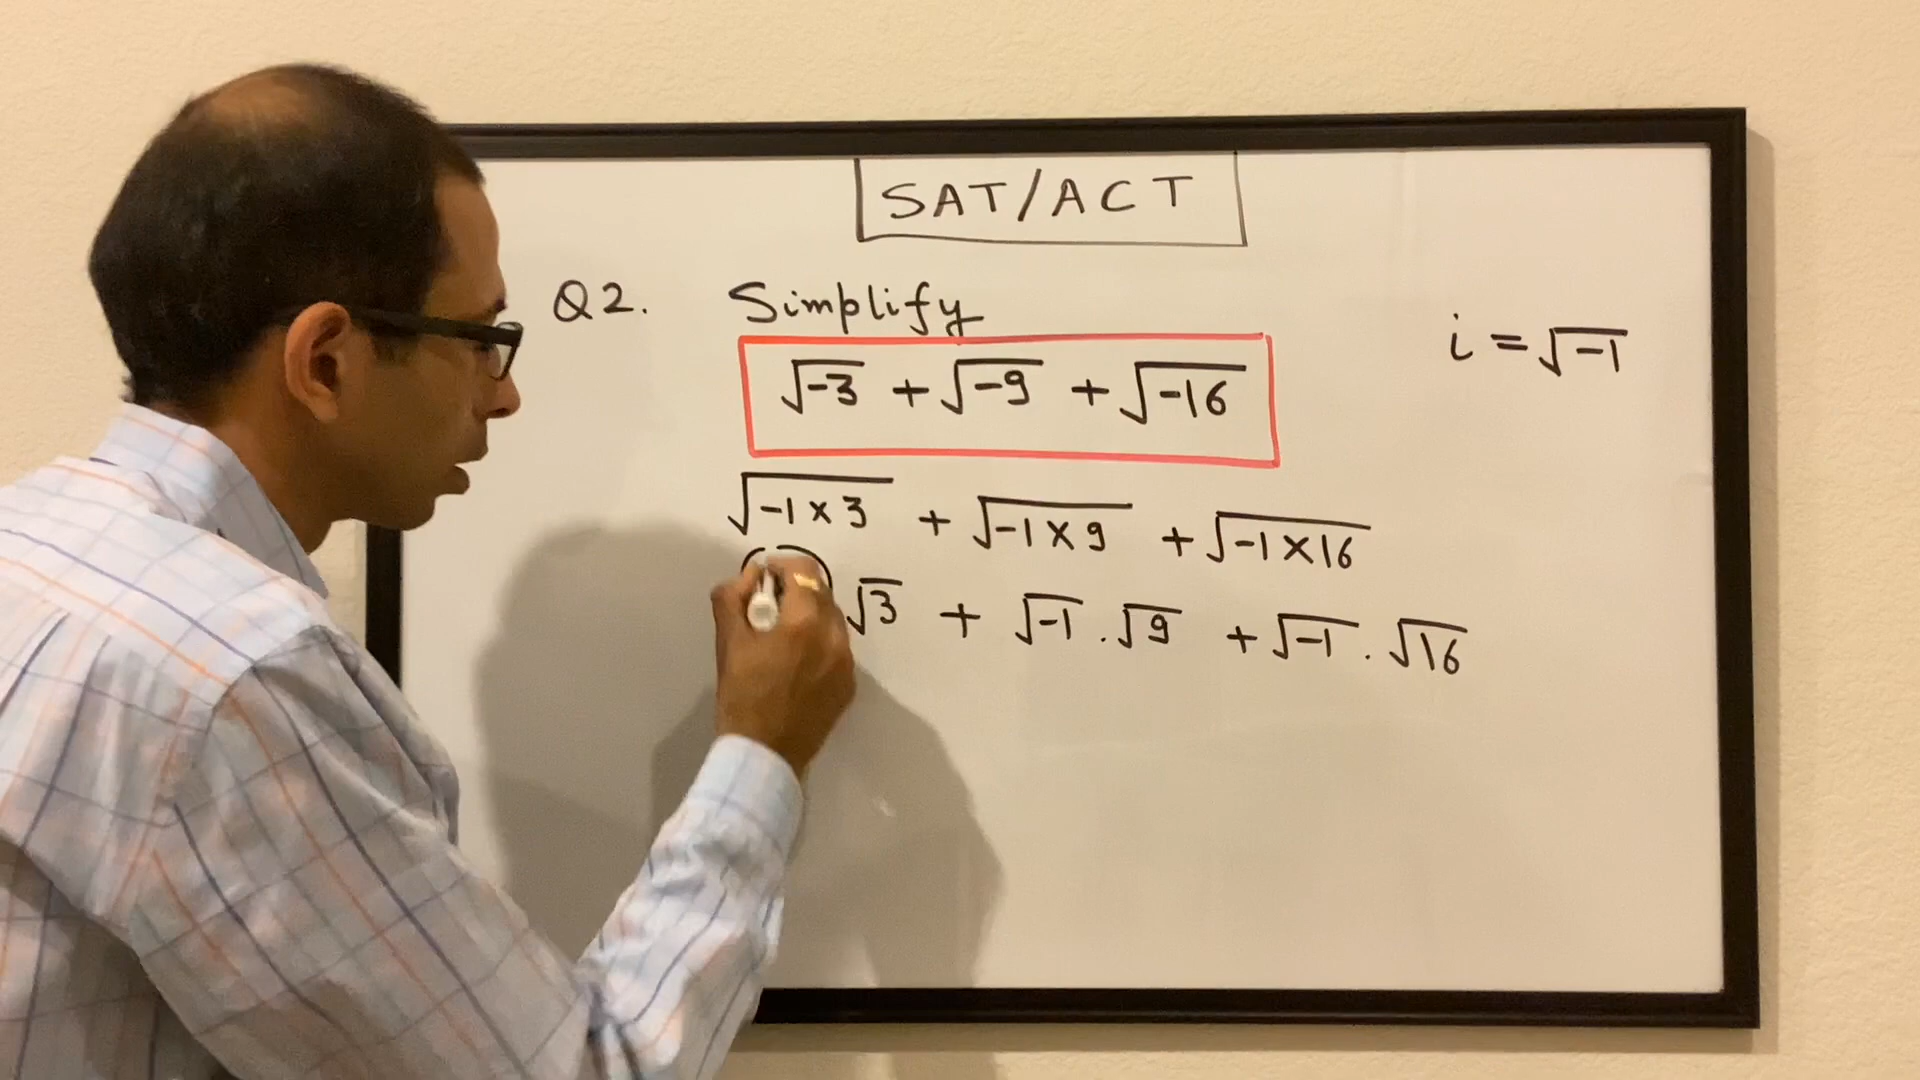 SAT/ACT
Q2. Simplify
√-3 + √-9 + √-16
i = √-1
√-1×3 + √-1×9 + √-1×16
√3 + √-1 . √9 + √-1 . √16